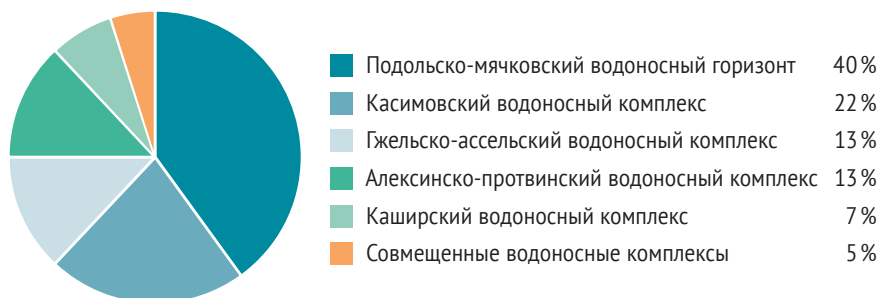 Подольско-мячковский водоносный горизонт 40 %
Касимовский водоносный комплекс 22 %
Гжельско-ассельский водоносный комплекс 13 %
Алексинско-протвинский водоносный комплекс 13 %
Каширский водоносный комплекс 7 %
Совмещенные водоносные комплексы 5 %